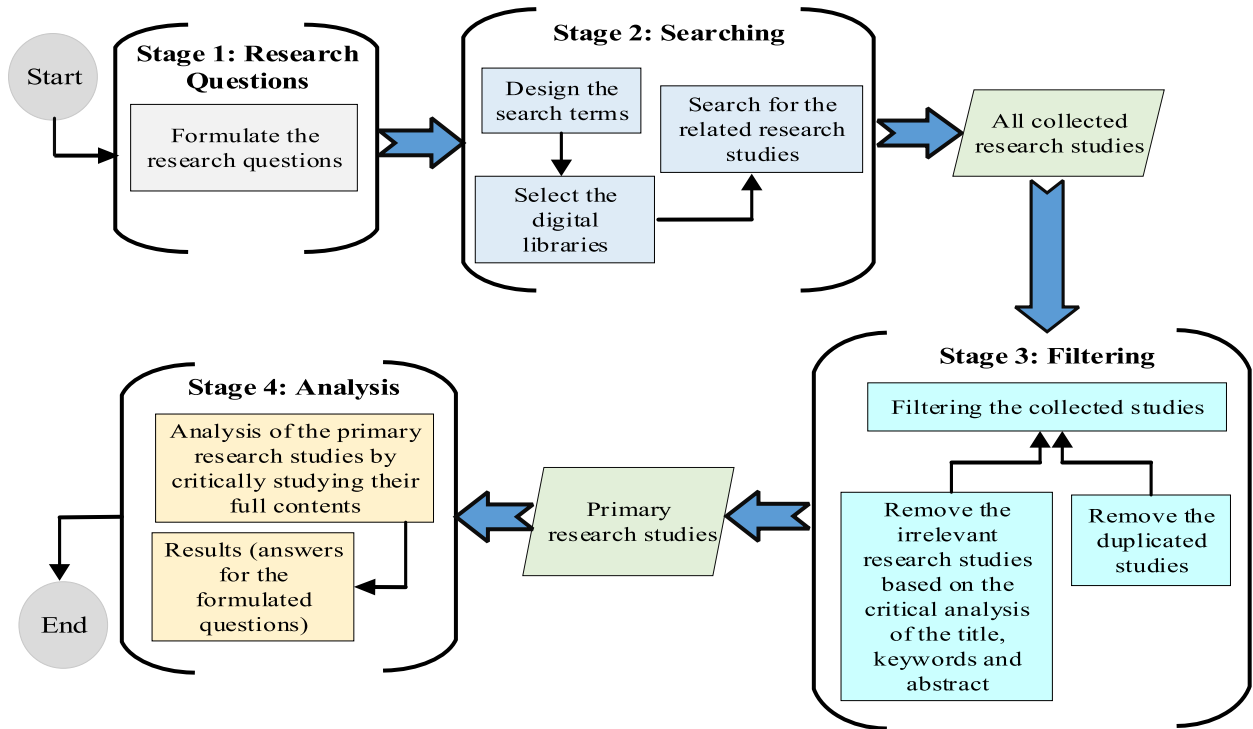 Start
Stage 1: Research
Questions
Formulate the
research questions
Stage 2: Searching
Design the
search terms
Select the
digital
libraries
Search for the
related research
studies
All collected
research studies
Stage 3: Filtering
Filtering the collected studies
Remove the
irrelevant
research studies
based on the
critical analysis
of the title,
keywords and
abstract
Remove the
duplicated
studies
Primary
research studies
Stage 4: Analysis
Analysis of the primary
research studies by
critically studying their
full contents
Results (answers
for the
formulated
questions)
End